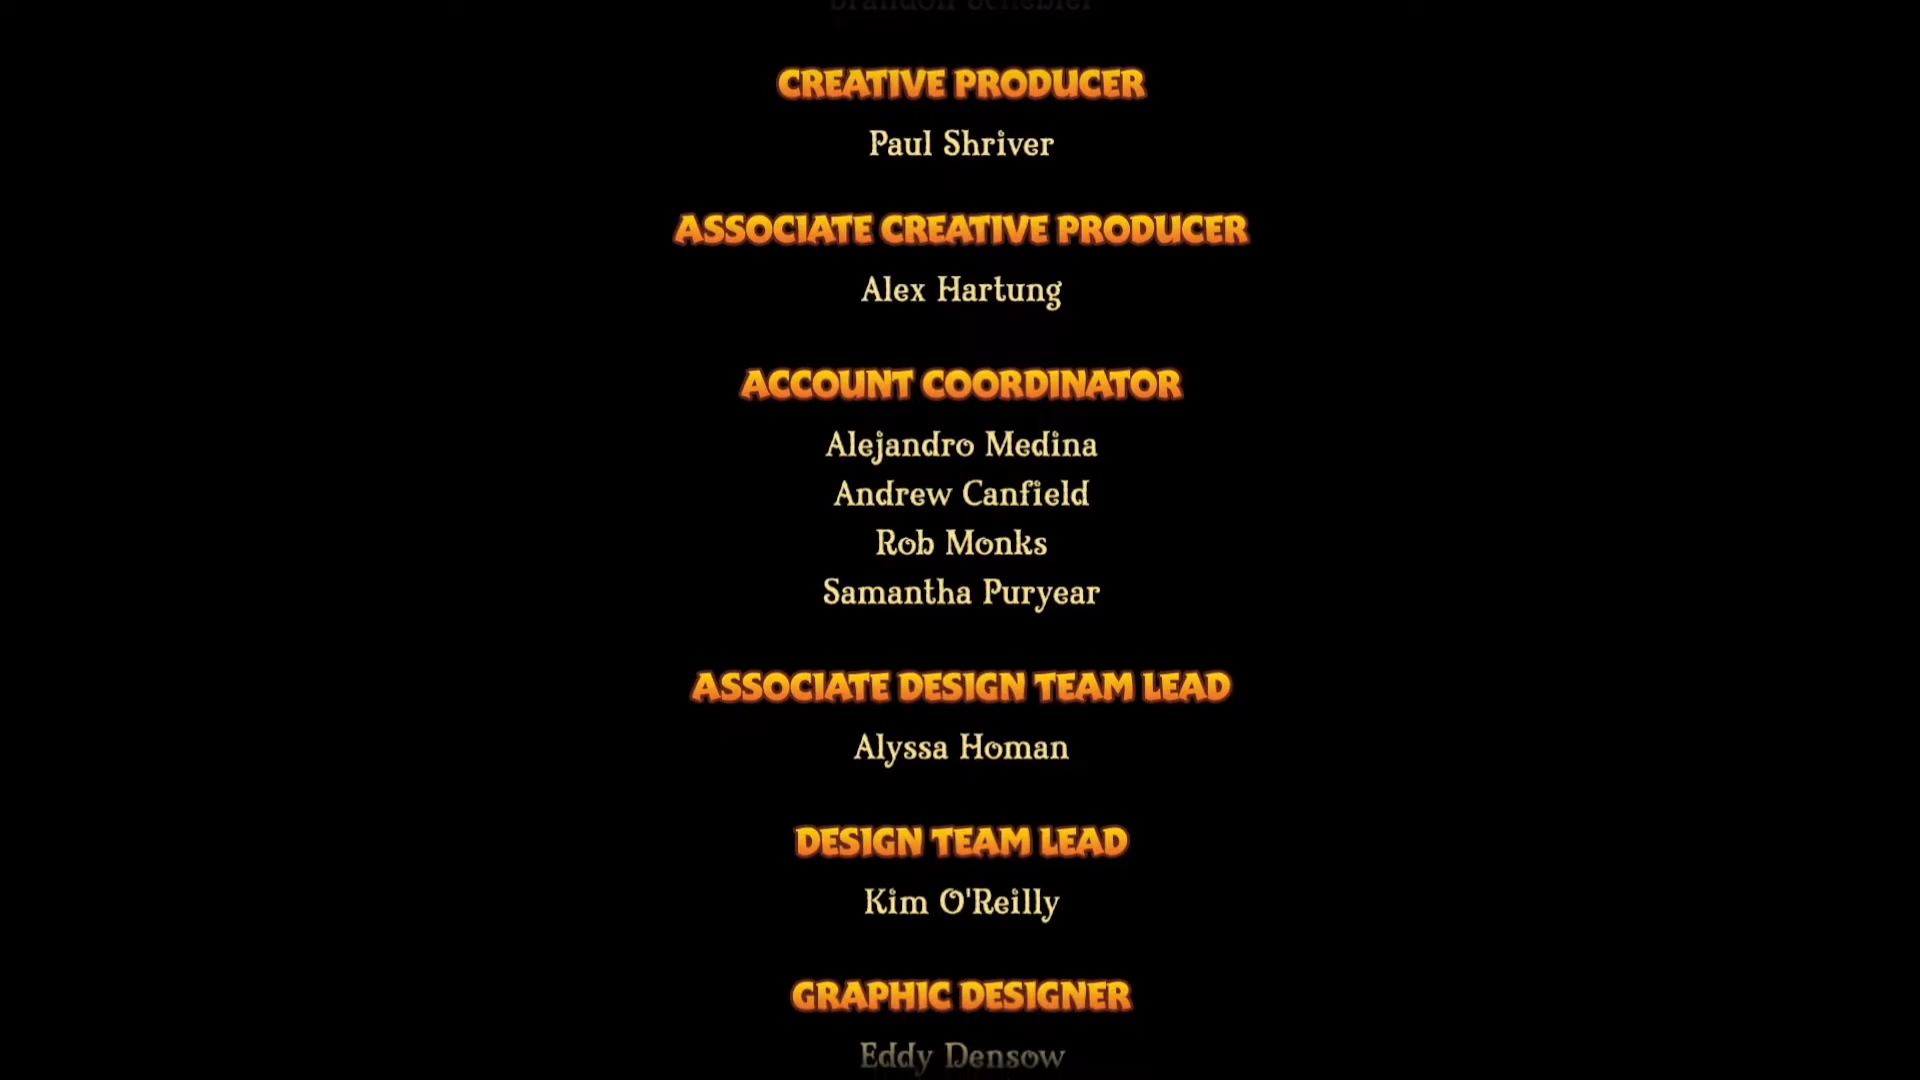 CREATIVE PRODUCER
Paul Shriver
ASSOCIATE CREATIVE PRODUCER
Alex Hartung
ACCOUNT COORDINATOR
Alejandro Medina
Andrew Canfield
Rob Monks
Samantha Puryear
ASSOCIATE DESIGN TEAM LEAD
Alyssa Homan
DESIGN TEAM LEAD
Kim O'Reilly
GRAPHIC DESIGNER
Eddy Densow